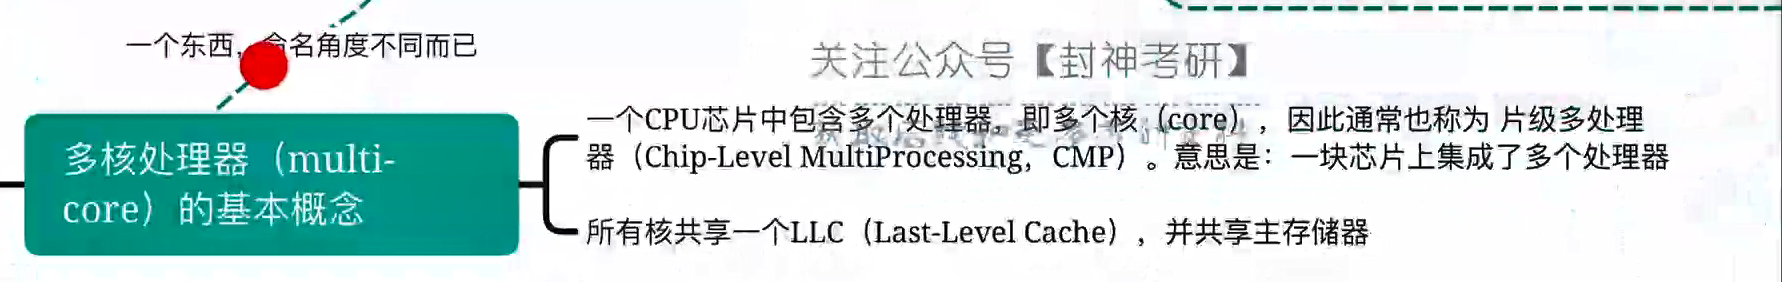 一个东西，命名角度不同而已
关注公众号【封神考研】
多核处理器（multi-
core）的基本概念
一个CPU芯片中包含多个处理器，即多个核（core），因此通常也称为 片级多处理
器（Chip-Level MultiProcessing，CMP）。意思是：一块芯片上集成了多个处理器
所有核共享一个LLC（Last-Level Cache），并共享主存储器